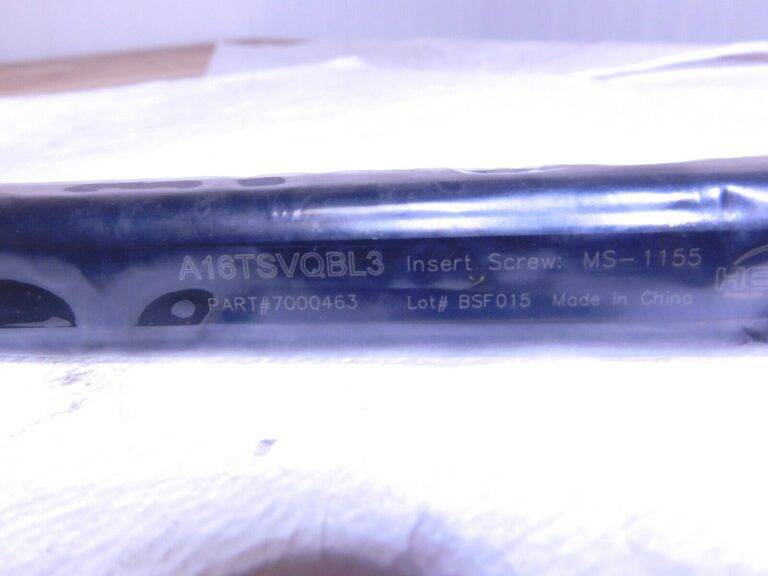 A16TSVQBL3 Insert Screw: MS-1155
PART#7000463 Lot# BSF015 Made in China